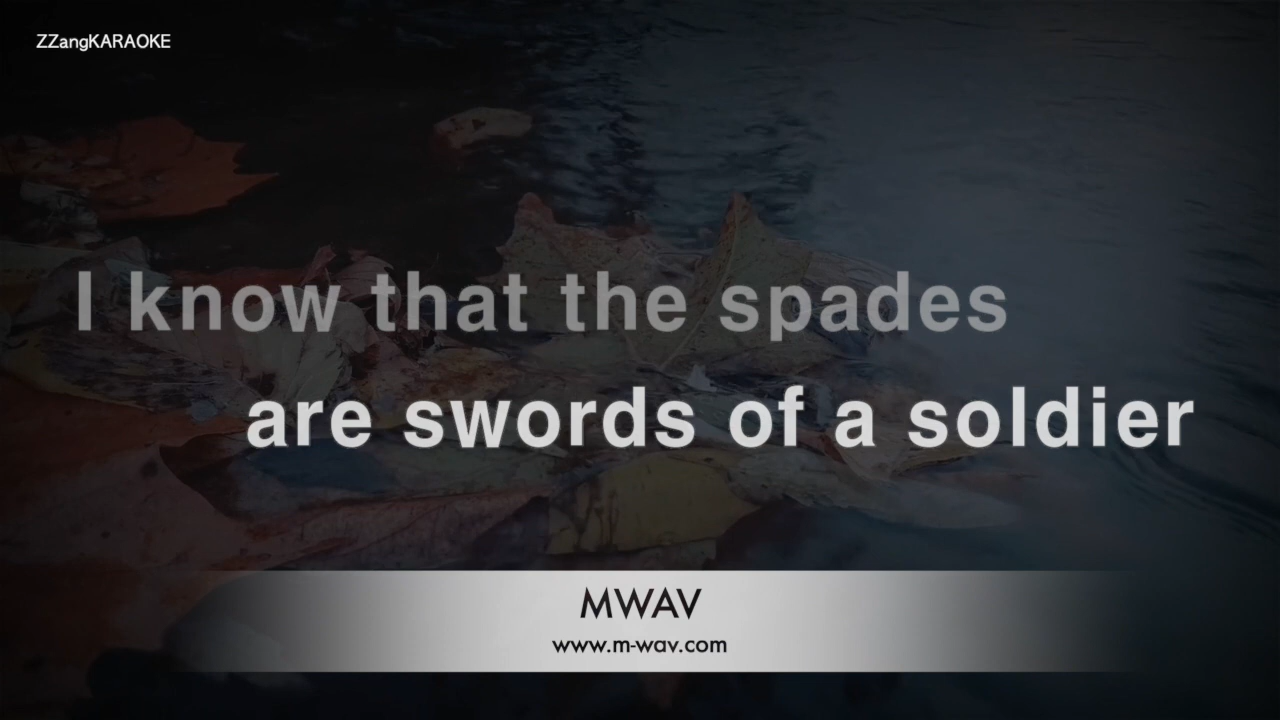 ZZangKARAOKE
I know that the spades
are swords of a soldier
MWAV
www.m-wav.com